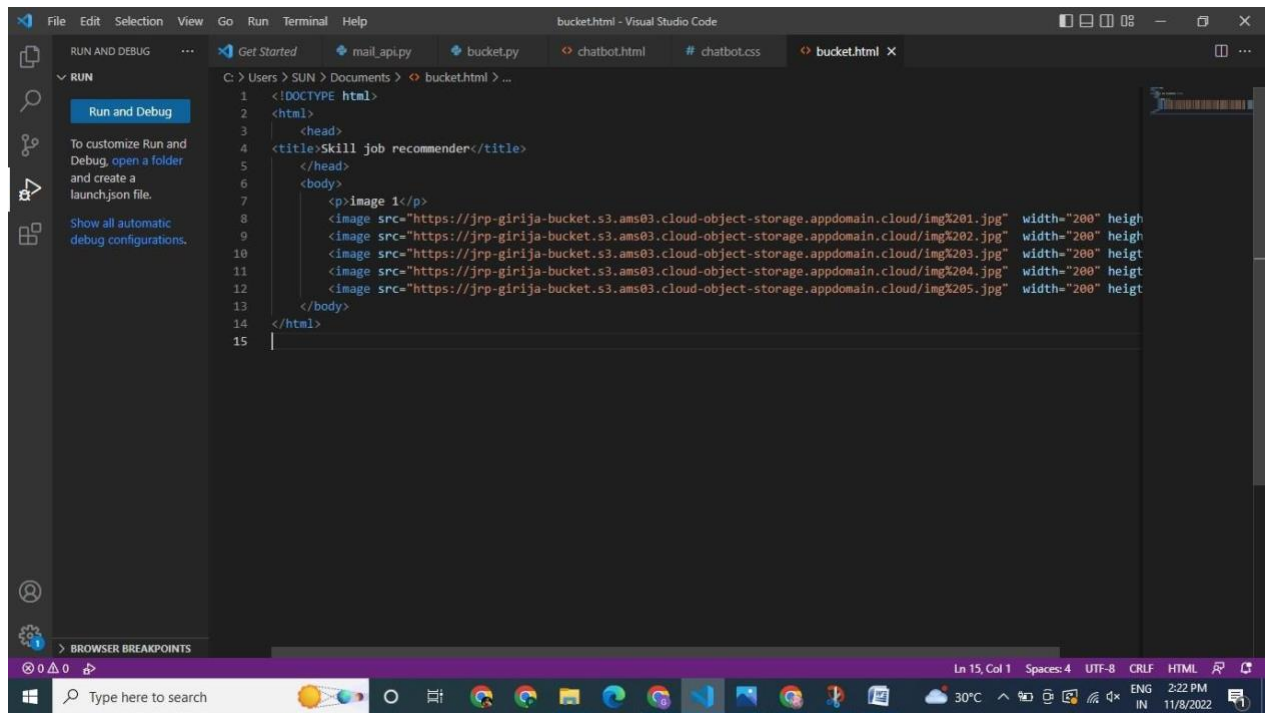 File Edit Selection View Go Run Terminal Help
bucket.html - Visual Studio Code
RUN AND DEBUG ...
Get Started
mail_api.py
bucket.py
chatbot.html
# chatbot.css
bucket.html
RUN
C: > Users > SUN > Documents > bucket.html > ...
Run and Debug
To customize Run and
Debug, open a folder
and create a
launch.json file.
Show all automatic
debug configurations.
1 <!DOCTYPE html>
2 <html>
3 <head>
4 <title>Skill job recommender</title>
5 </head>
6 <body>
7 <p>image 1</p>
8 <image src="https://jrp-girija-bucket.s3.ams03.cloud-object-storage.appdomain.cloud/img%201.jpg" width="200" heigh
9 <image src="https://jrp-girija-bucket.s3.ams03.cloud-object-storage.appdomain.cloud/img%202.jpg" width="200" heigh
10 <image src="https://jrp-girija-bucket.s3.ams03.cloud-object-storage.appdomain.cloud/img%203.jpg" width="200" heigt
11 <image src="https://jrp-girija-bucket.s3.ams03.cloud-object-storage.appdomain.cloud/img%204.jpg" width="200" heigt
12 <image src="https://jrp-girija-bucket.s3.ams03.cloud-object-storage.appdomain.cloud/img%205.jpg" width="200" heigt
13 </body>
14 </html>
15
BROWSER BREAKPOINTS
0 0
Ln 15, Col 1 Spaces: 4 UTF-8 CRLF HTML
Type here to search
30°C
ENG
IN
2:22 PM
11/8/2022